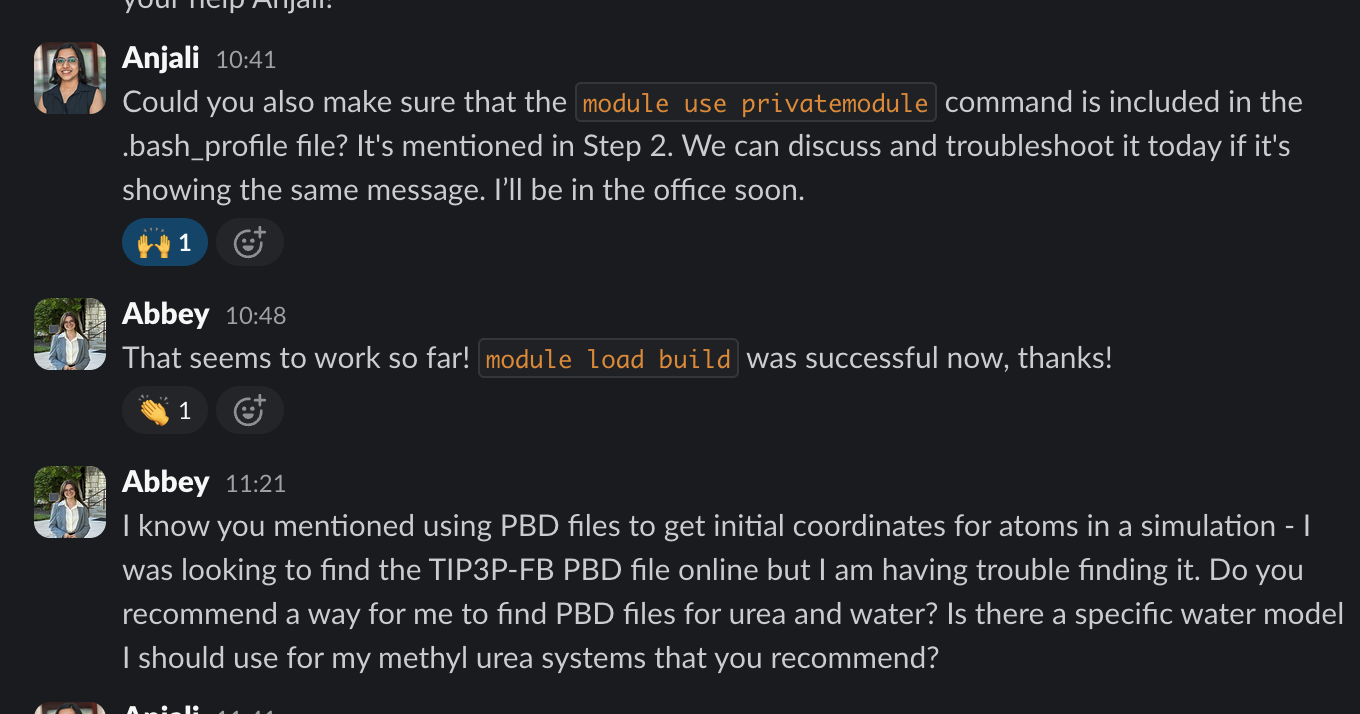 your help Anjali!
Anjali 10:41
Could you also make sure that the module use privatemodule command is included in the
.bash_profile file? It's mentioned in Step 2. We can discuss and troubleshoot it today if it's
showing the same message. I’ll be in the office soon.
🙌 1
Abbey 10:48
That seems to work so far! module load build was successful now, thanks!
👏 1
Abbey 11:21
I know you mentioned using PBD files to get initial coordinates for atoms in a simulation - I
was looking to find the TIP3P-FB PBD file online but I am having trouble finding it. Do you
recommend a way for me to find PBD files for urea and water? Is there a specific water model
I should use for my methyl urea systems that you recommend?
Anjali 11:41